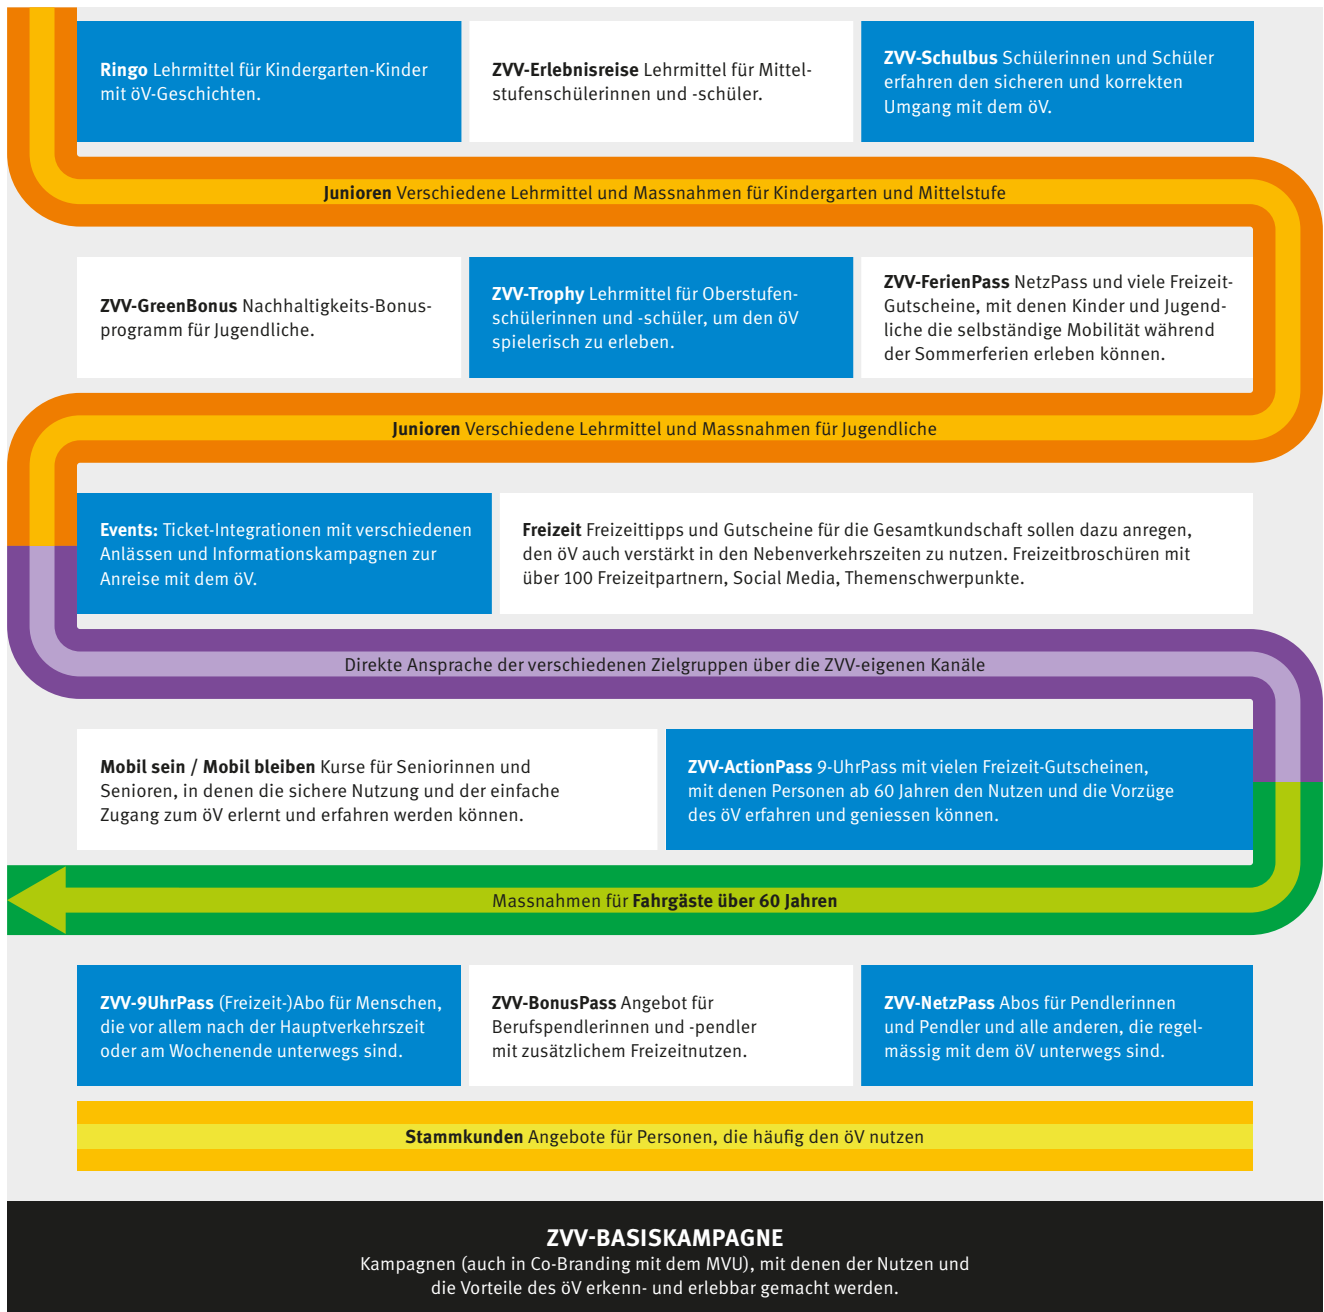 Ringo Lehrmittel für Kindergarten-Kinder
mit öV-Geschichten.
ZVV-Erlebnisreise Lehrmittel für Mittel-
stufenschülerinnen und -schüler.
ZVV-Schulbus Schülerinnen und Schüler
erfahren den sicheren und korrekten
Umgang mit dem öV.
Junioren Verschiedene Lehrmittel und Massnahmen für Kindergarten und Mittelstufe
ZVV-GreenBonus Nachhaltigkeits-Bonus-
programm für Jugendliche.
ZVV-Trophy Lehrmittel für Oberstufen-
schülerinnen und -schüler, um den öV
spielerisch zu erleben.
ZVV-FerienPass NetzPass und viele Freizeit-
Gutscheine, mit denen Kinder und Jugend-
liche die selbständige Mobilität während
der Sommerferien erleben können.
Junioren Verschiedene Lehrmittel und Massnahmen für Jugendliche
Events: Ticket-Integrationen mit verschiedenen
Anlässen und Informationskampagnen zur
Anreise mit dem öV.
Freizeit Freizeittipps und Gutscheine für die Gesamtkundschaft sollen dazu anregen,
den öV auch verstärkt in den Nebenverkehrszeiten zu nutzen. Freizeitbroschüren mit
über 100 Freizeitpartnern, Social Media, Themenschwerpunkte.
Direkte Ansprache der verschiedenen Zielgruppen über die ZVV-eigenen Kanäle
Mobil sein / Mobil bleiben Kurse für Seniorinnen und
Senioren, in denen die sichere Nutzung und der einfache
Zugang zum öV erlernt und erfahren werden können.
ZVV-ActionPass 9-UhrPass mit vielen Freizeit-Gutscheinen,
mit denen Personen ab 60 Jahren den Nutzen und die Vorzüge
des öV erfahren und geniessen können.
Massnahmen für Fahrgäste über 60 Jahren
ZVV-9UhrPass (Freizeit-)Abo für Menschen,
die vor allem nach der Hauptverkehrszeit
oder am Wochenende unterwegs sind.
ZVV-BonusPass Angebot für
Berufspendlerinnen und -pendler
mit zusätzlichem Freizeitnutzen.
ZVV-NetzPass Abos für Pendlerinnen
und Pendler und alle anderen, die regel-
mässig mit dem öV unterwegs sind.
Stammkunden Angebote für Personen, die häufig den öV nutzen
ZVV-BASISKAMPAGNE
Kampagnen (auch in Co-Branding mit dem MVU), mit denen der Nutzen und
die Vorteile des öV erkenn- und erlebbar gemacht werden.